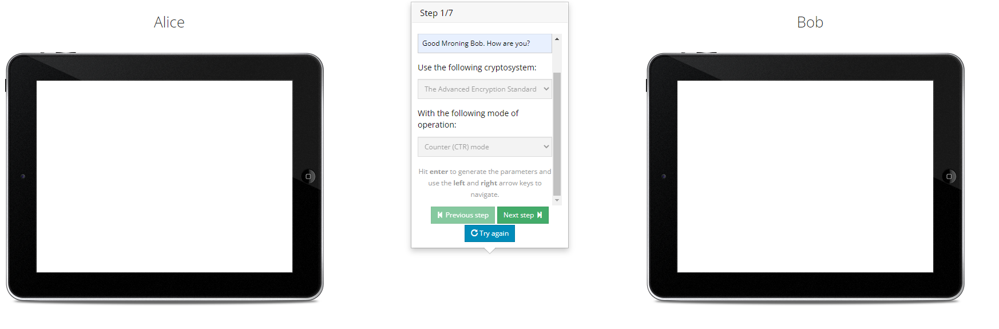 Alice
Step 1/7
Bob
Good Mroning Bob. How are you?
Use the following cryptosystem:
The Advanced Encryption Standard
With the following mode of
operation:
Counter (CTR) mode
Hit enter to generate the parameters and
use the left and right arrow keys to
navigate.
Previous step Next step
Try again